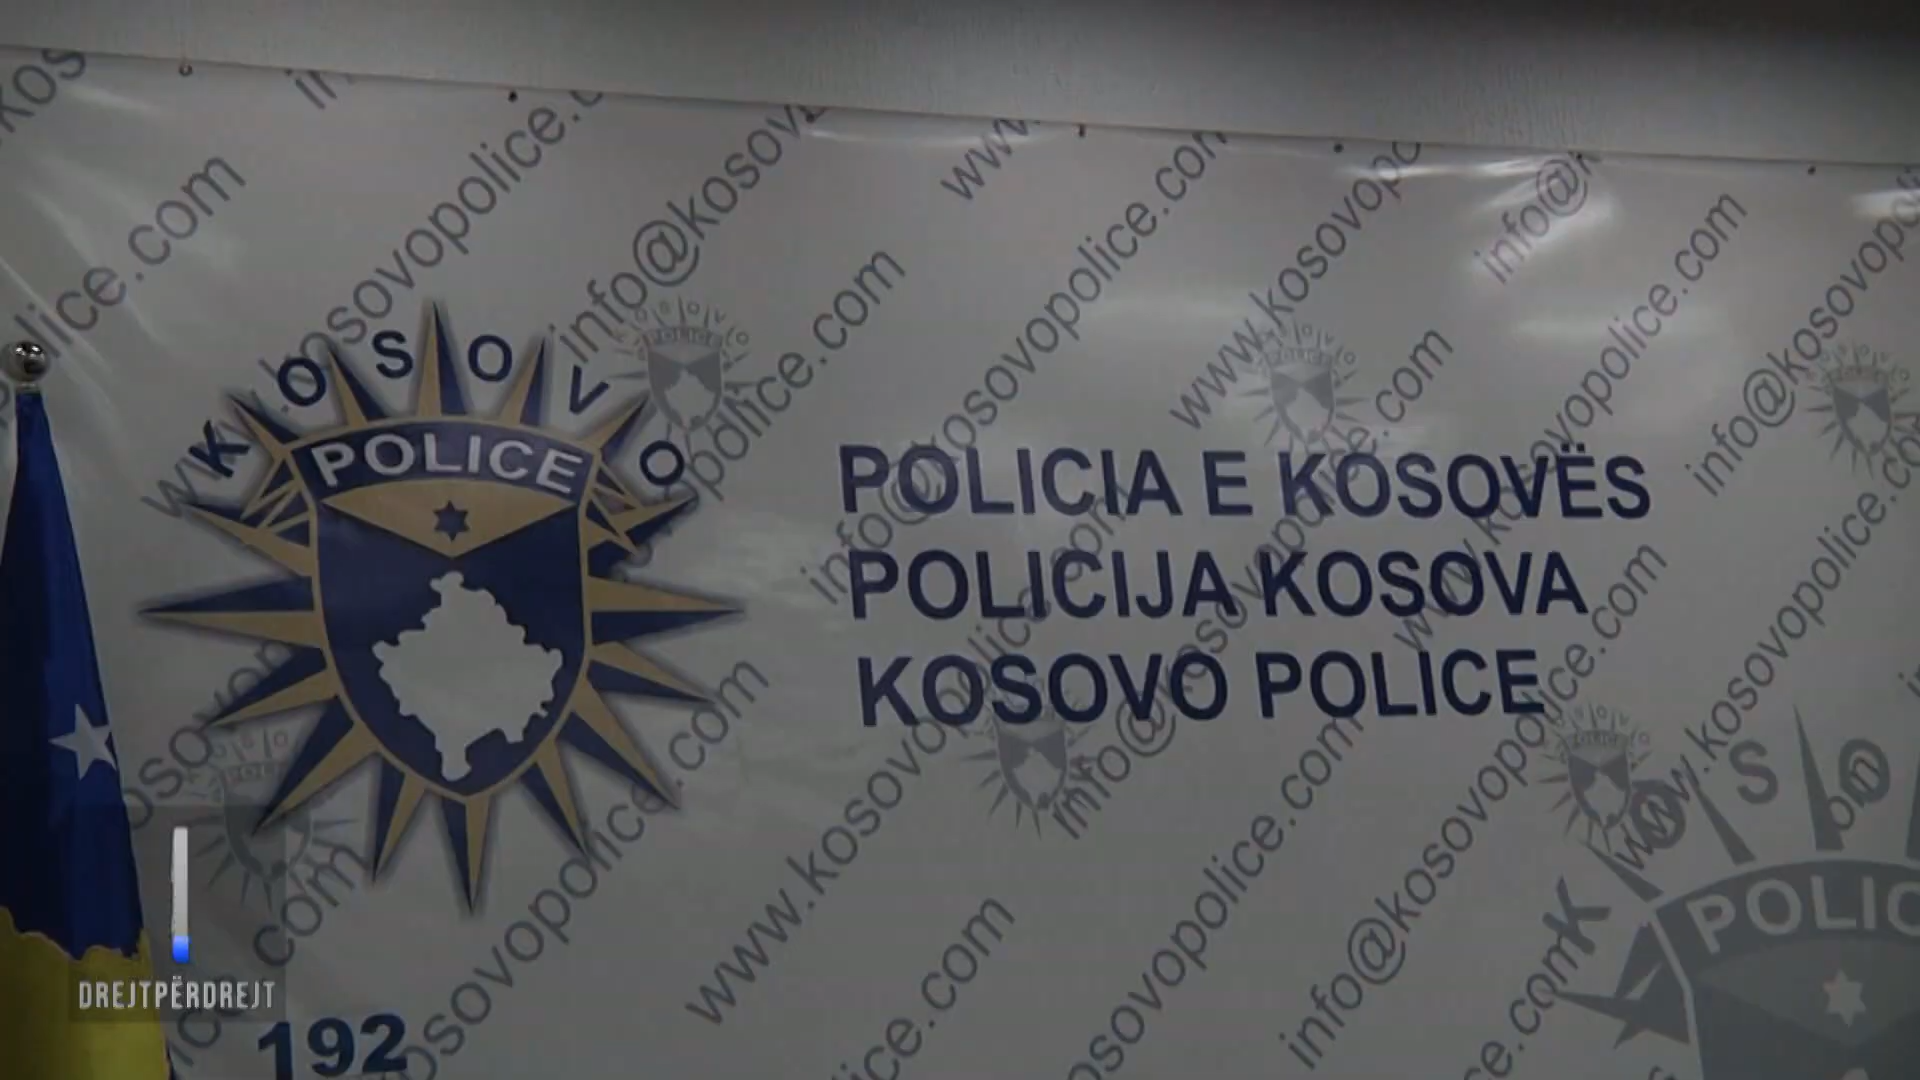 KOSOVO
POLICE
POLICIA E KOSOVËS
POLICIJA KOSOVA
KOSOVO POLICE
www.kosovopolice.com
info@kosovopolice.com
192
DREJTPËRDREJT